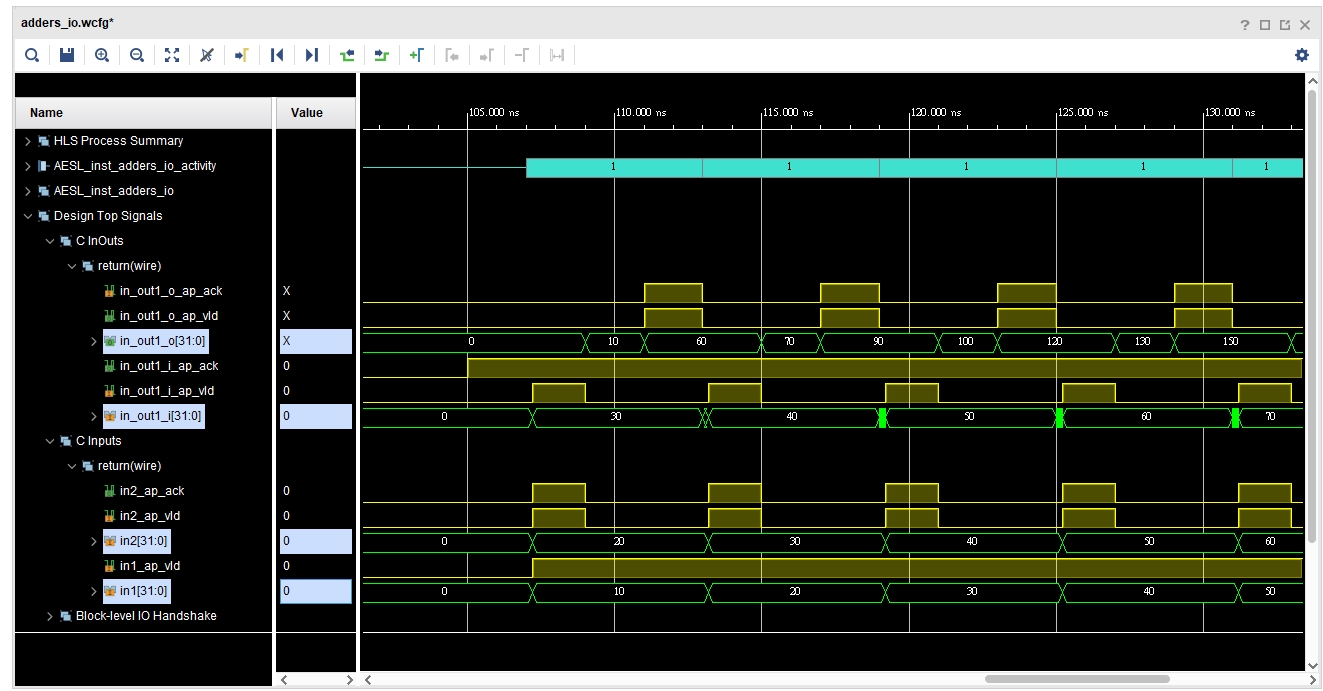 adders_io.wcfg*
?
105.000 ns 110.000 ns 115.000 ns 120.000 ns 125.000 ns 130.000 ns
Name Value
HLS Process Summary
AESL_inst_adders_io_activity 1 1 1 1 1
AESL_inst_adders_io
Design Top Signals
C InOuts
return(wire)
in_out1_o_ap_ack X
in_out1_o_ap_vld X
in_out1_o[31:0] X 0 10 60 70 90 100 120 130 150
in_out1_i_ap_ack 0
in_out1_i_ap_vld 0
in_out1_i[31:0] 0 0 30 40 50 60 70
C Inputs
return(wire)
in2_ap_ack 0
in2_ap_vld 0
in2[31:0] 0 0 20 30 40 50 60
in1_ap_vld 0
in1[31:0] 0 0 10 20 30 40 50
Block-level IO Handshake